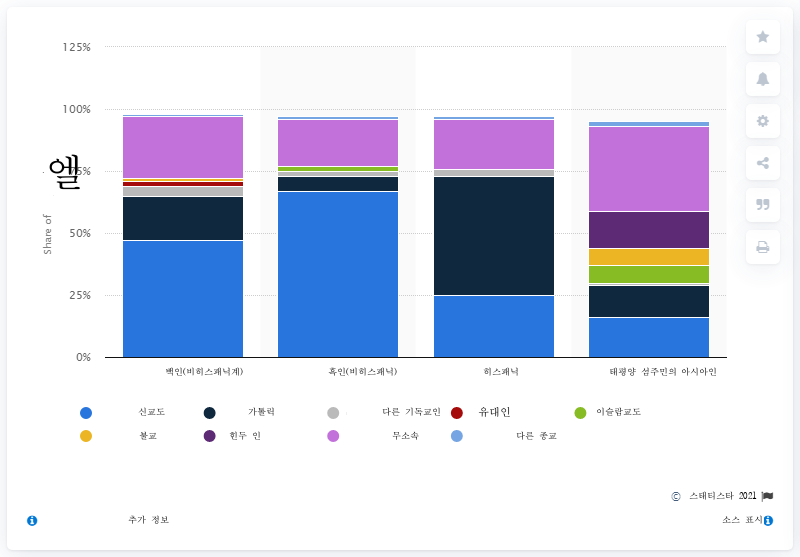 125%
100%
엘
75%
50%
Share of
25%
0%
백인(비히스패닉계)
흑인(비히스패닉)
히스패닉
태평양 섬주민의 아시아인
신교도
가톨릭
다른 기독교인
유대인
이슬람교도
불교
힌두 인
무소속
다른 종교
© 스태티스타 2021
추가 정보
소스 표시